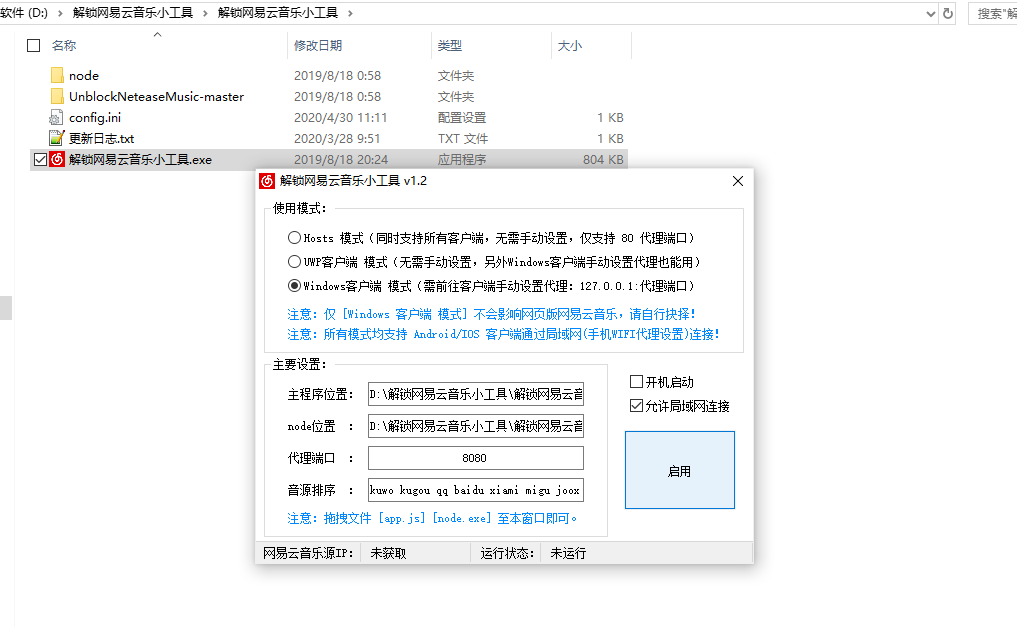 软件 (D:) › 解锁网易云音乐小工具 › 解锁网易云音乐小工具 ›
搜索"解
名称 修改日期 类型 大小
node 2019/8/18 0:58 文件夹
UnblockNeteaseMusic-master 2019/8/18 0:58 文件夹
config.ini 2020/4/30 11:11 配置设置 1 KB
更新日志.txt 2020/3/28 9:51 TXT 文件 1 KB
解锁网易云音乐小工具.exe 2019/8/18 20:24 应用程序 804 KB
解锁网易云音乐小工具 v1.2
使用模式:
Hosts 模式（同时支持所有客户端，无需手动设置，仅支持 80 代理端口）
UWP客户端 模式（无需手动设置，另外Windows客户端手动设置代理也能用）
Windows客户端 模式（需前往客户端手动设置代理: 127.0.0.1:代理端口）
注意: 仅 [Windows 客户端 模式] 不会影响网页版网易云音乐，请自行抉择!
注意: 所有模式均支持 Android/IOS 客户端通过局域网(手机WIFI代理设置)连接!
主要设置:
主程序位置: D:\解锁网易云音乐小工具\解锁网易云音
node位置 : D:\解锁网易云音乐小工具\解锁网易云音
代理端口 : 8080
音源排序 : kuwo kugou qq baidu xiami migu joox
注意: 拖拽文件 [app.js] [node.exe] 至本窗口即可。
开机启动
允许局域网连接
启用
网易云音乐源IP: 未获取 运行状态: 未运行